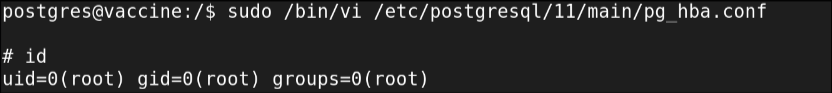 postgres@vaccine:/$ sudo /bin/vi /etc/postgresql/11/main/pg_hba.conf
# id
uid=0(root) gid=0(root) groups=0(root)